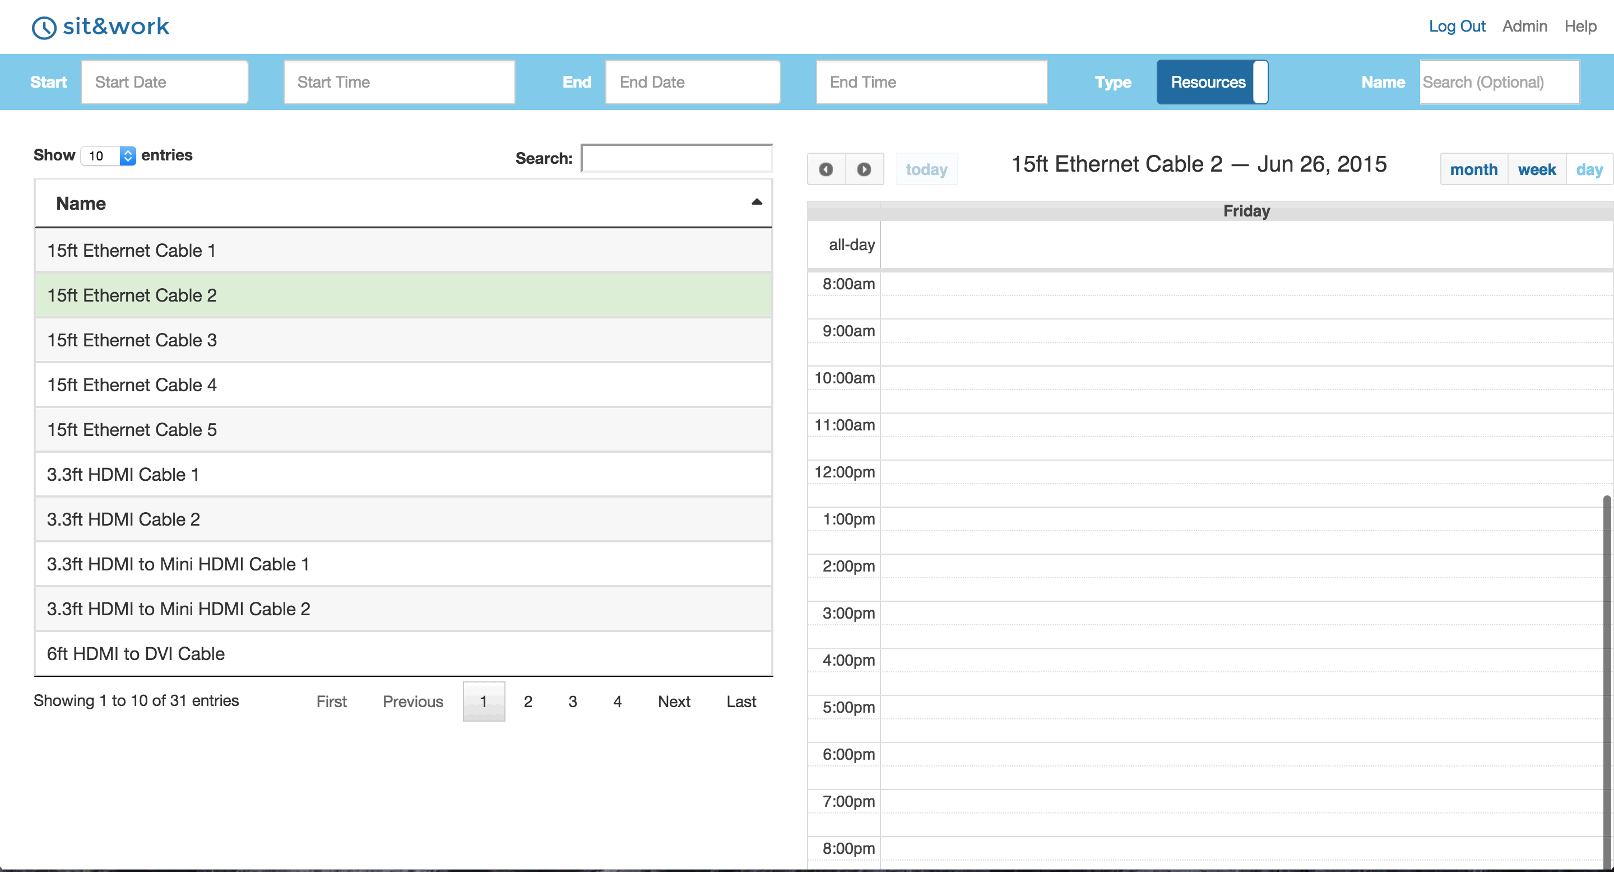 sit&work
Log Out Admin Help
Start Start Date Start Time End End Date End Time Type Resources Name Search (Optional)
Show 10 entries
Search:
Name
15ft Ethernet Cable 1
15ft Ethernet Cable 2
15ft Ethernet Cable 3
15ft Ethernet Cable 4
15ft Ethernet Cable 5
3.3ft HDMI Cable 1
3.3ft HDMI Cable 2
3.3ft HDMI to Mini HDMI Cable 1
3.3ft HDMI to Mini HDMI Cable 2
6ft HDMI to DVI Cable
Showing 1 to 10 of 31 entries
First Previous 1 2 3 4 Next Last
today
15ft Ethernet Cable 2 — Jun 26, 2015
month week day
Friday
all-day
8:00am
9:00am
10:00am
11:00am
12:00pm
1:00pm
2:00pm
3:00pm
4:00pm
5:00pm
6:00pm
7:00pm
8:00pm